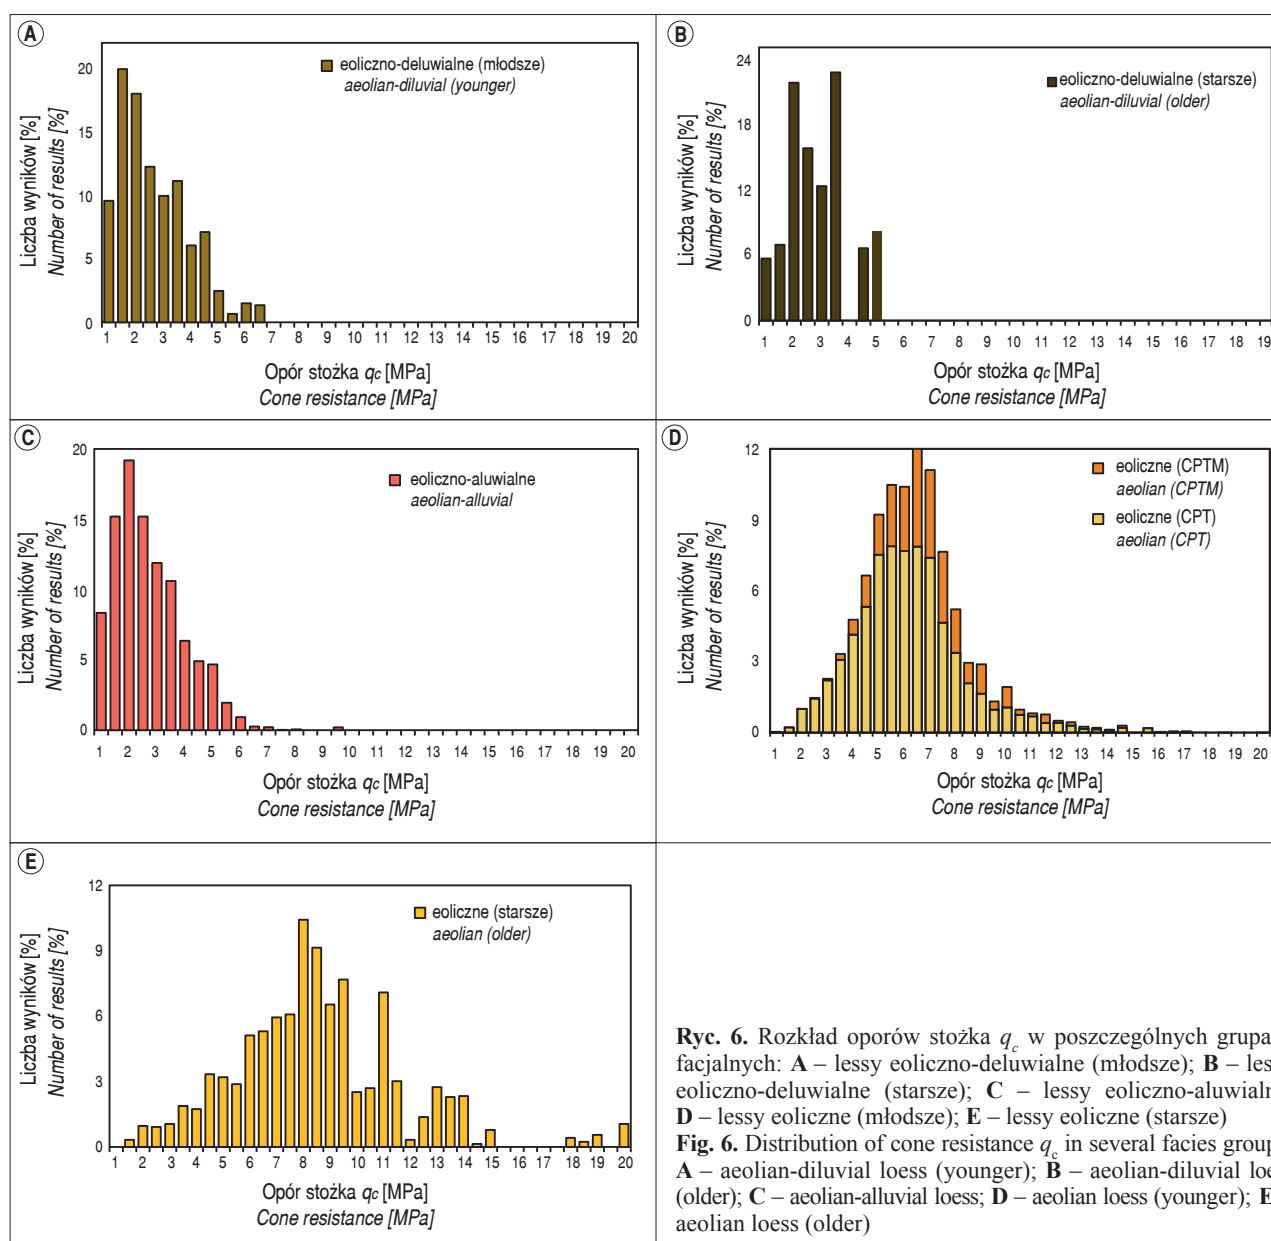 A
20
15
10
5
0
Liczba wyników [%]
Number of results [%]
eoliczno-deluwialne (młodsze)
aeolian-diluvial (younger)
1 2 3 4 5 6 7 8 9 10 11 12 13 14 15 16 17 18 19 20
Opór stożka qc [MPa]
Cone resistance [MPa]
B
24
18
12
6
0
Liczba wyników [%]
Number of results [%]
eoliczno-deluwialne (starsze)
aeolian-diluvial (older)
1 2 3 4 5 6 7 8 9 10 11 12 13 14 15 16 17 18 19
Opór stożka qc [MPa]
Cone resistance [MPa]
C
20
15
10
5
0
Liczba wyników [%]
Number of results [%]
eoliczno-aluwialne
aeolian-alluvial
1 2 3 4 5 6 7 8 9 10 11 12 13 14 15 16 17 18 19 20
Opór stożka qc [MPa]
Cone resistance [MPa]
D
12
9
6
3
0
Liczba wyników [%]
Number of results [%]
eoliczne (CPTM)
aeolian (CPTM)
eoliczne (CPT)
aeolian (CPT)
1 2 3 4 5 6 7 8 9 10 11 12 13 14 15 16 17 18 19 20
Opór stożka qc [MPa]
Cone resistance [MPa]
E
12
9
6
3
0
Liczba wyników [%]
Number of results [%]
eoliczne (starsze)
aeolian (older)
1 2 3 4 5 6 7 8 9 10 11 12 13 14 15 16 17 18 19 20
Opór stożka qc [MPa]
Cone resistance [MPa]
Ryc. 6. Rozkład oporów stożka qc w poszczególnych grupa
facjalnych: A – lessy eoliczno-deluwialne (młodsze); B – les
eoliczno-deluwialne (starsze); C – lessy eoliczno-aluwialn
D – lessy eoliczne (młodsze); E – lessy eoliczne (starsze)
Fig. 6. Distribution of cone resistance qc in several facies group
A – aeolian-diluvial loess (younger); B – aeolian-diluvial loe
(older); C – aeolian-alluvial loess; D – aeolian loess (younger); E
aeolian loess (older)